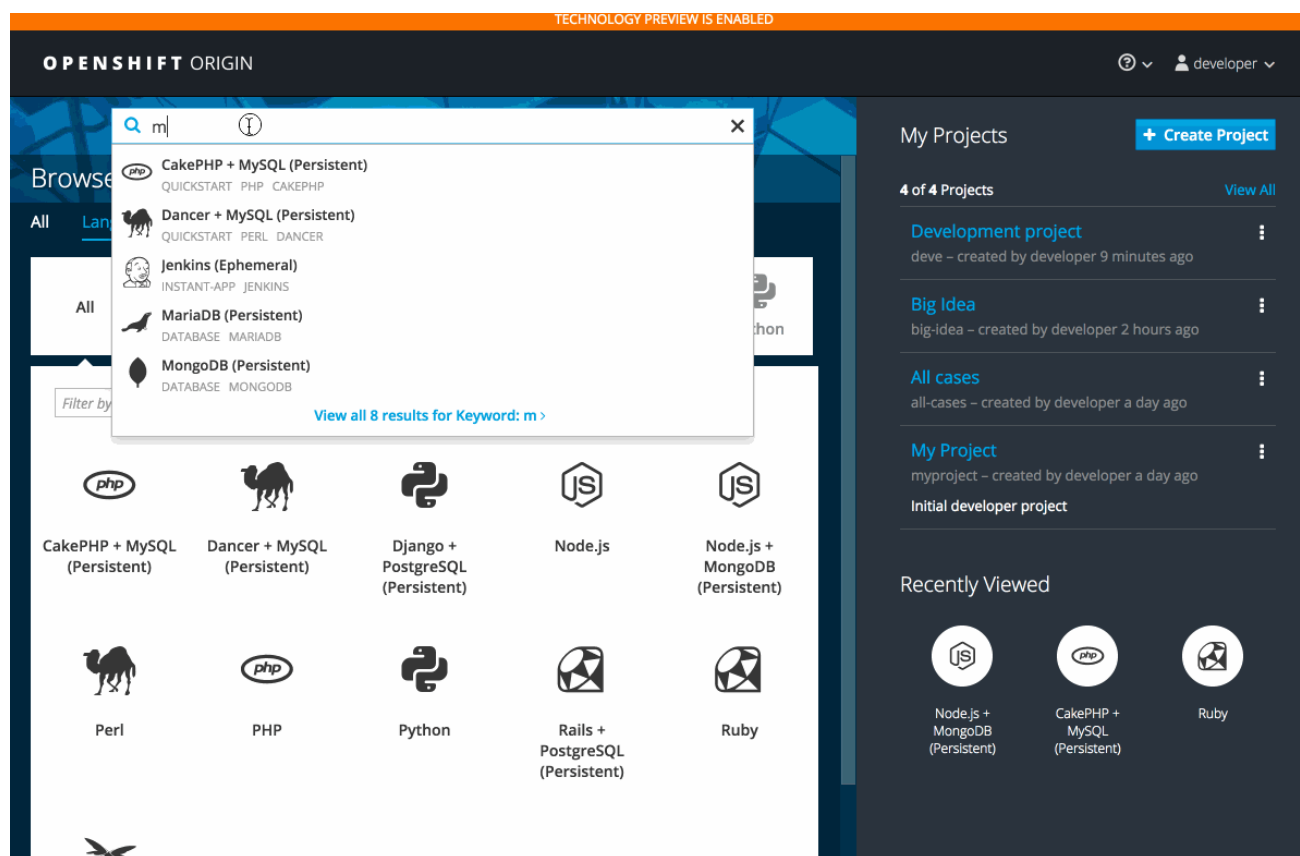 TECHNOLOGY PREVIEW IS ENABLED
OPENSHIFT ORIGIN
developer
m
CakePHP + MySQL (Persistent)
QUICKSTART PHP CAKEPHP
Dancer + MySQL (Persistent)
QUICKSTART PERL DANCER
Jenkins (Ephemeral)
INSTANT-APP JENKINS
MariaDB (Persistent)
DATABASE MARIADB
MongoDB (Persistent)
DATABASE MONGODB
View all 8 results for Keyword: m >
Browse
All
All
Filter by
php
CakePHP + MySQL
(Persistent)
Dancer + MySQL
(Persistent)
Django +
PostgreSQL
(Persistent)
JS
Node.js
JS
Node.js +
MongoDB
(Persistent)
Perl
php
PHP
Python
Rails +
PostgreSQL
(Persistent)
Ruby
My Projects
+ Create Project
4 of 4 Projects
View All
Development project
deve – created by developer 9 minutes ago
Big Idea
big-idea – created by developer 2 hours ago
All cases
all-cases – created by developer a day ago
My Project
myproject – created by developer a day ago
Initial developer project
Recently Viewed
JS
Node.js +
MongoDB
(Persistent)
php
CakePHP +
MySQL
(Persistent)
Ruby